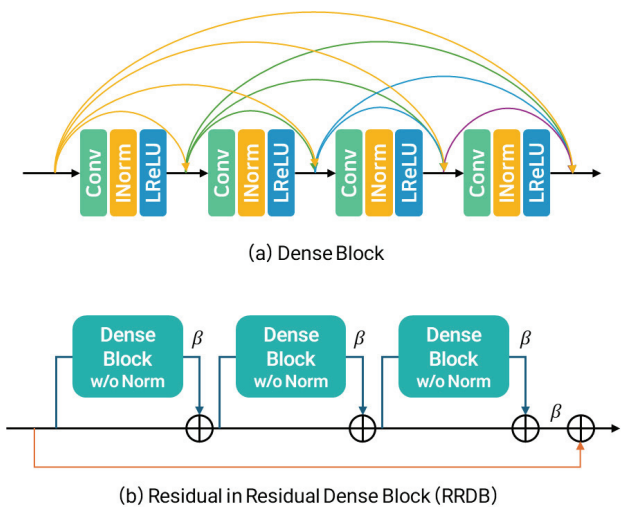 Conv INorm LReLU Conv INorm LReLU Conv INorm LReLU Conv INorm LReLU
(a) Dense Block
Dense
Block
w/o Norm
β
Dense
Block
w/o Norm
β
Dense
Block
w/o Norm
β
β
(b) Residual in Residual Dense Block (RRDB)